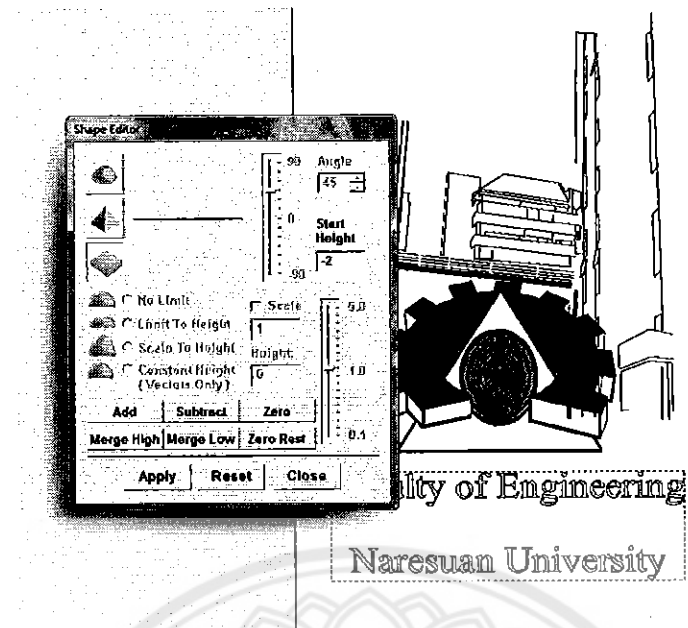 Shape Editor
90
Angle
45
0
Start
Height
-2
90
No Limit
Scale
5.0
Limit To Height
1
Scale To Height
Height:
1.0
Constant Height
0
(Vectors Only)
Add Subtract Zero
Merge High Merge Low Zero Rest
0.1
Apply Reset Close
lty of Engineering
Naresuan University